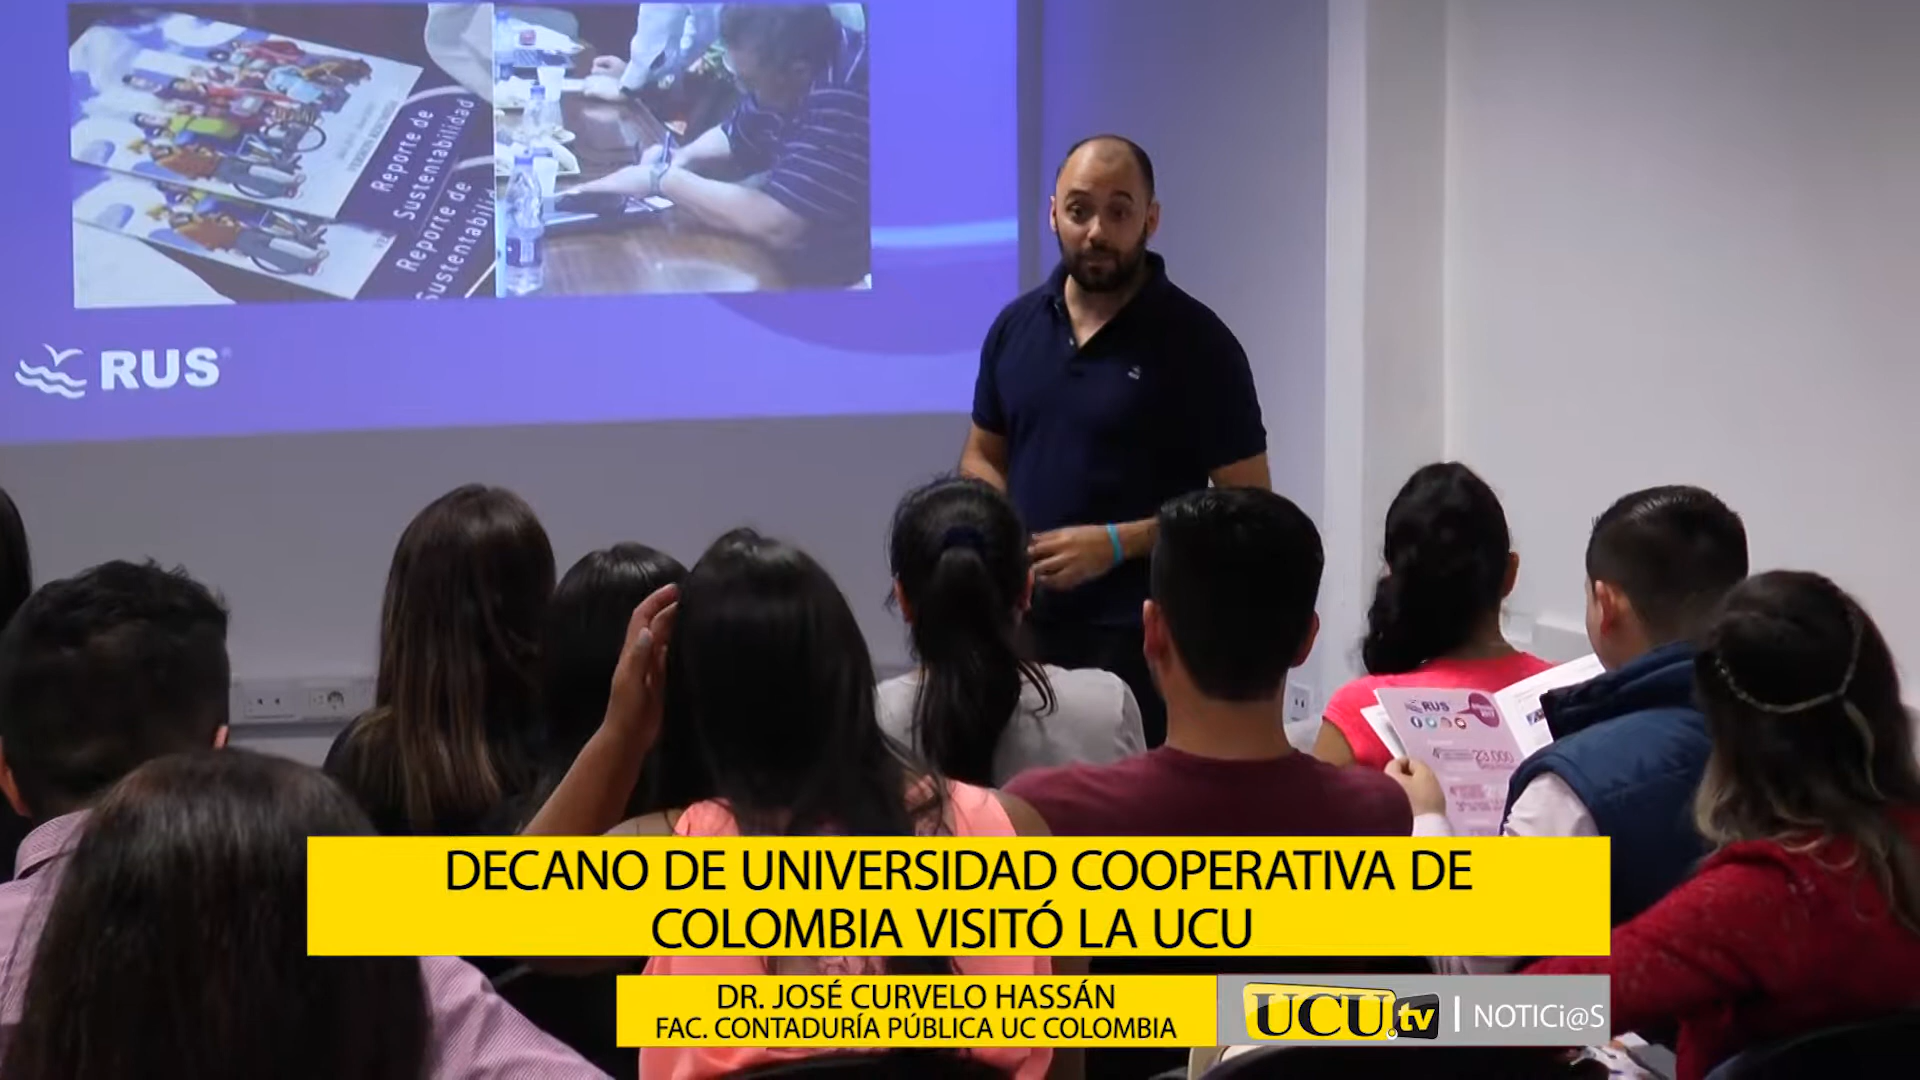 Reporte de
Sustentabilidad
Reporte de
RUS
RUS
RUS
23.000
DECANO DE UNIVERSIDAD COOPERATIVA DE
COLOMBIA VISITÓ LA UCU
DR. JOSÉ CURVELO HASSÁN
FAC. CONTADURÍA PÚBLICA UC COLOMBIA
UCU.tv | NOTICi@S